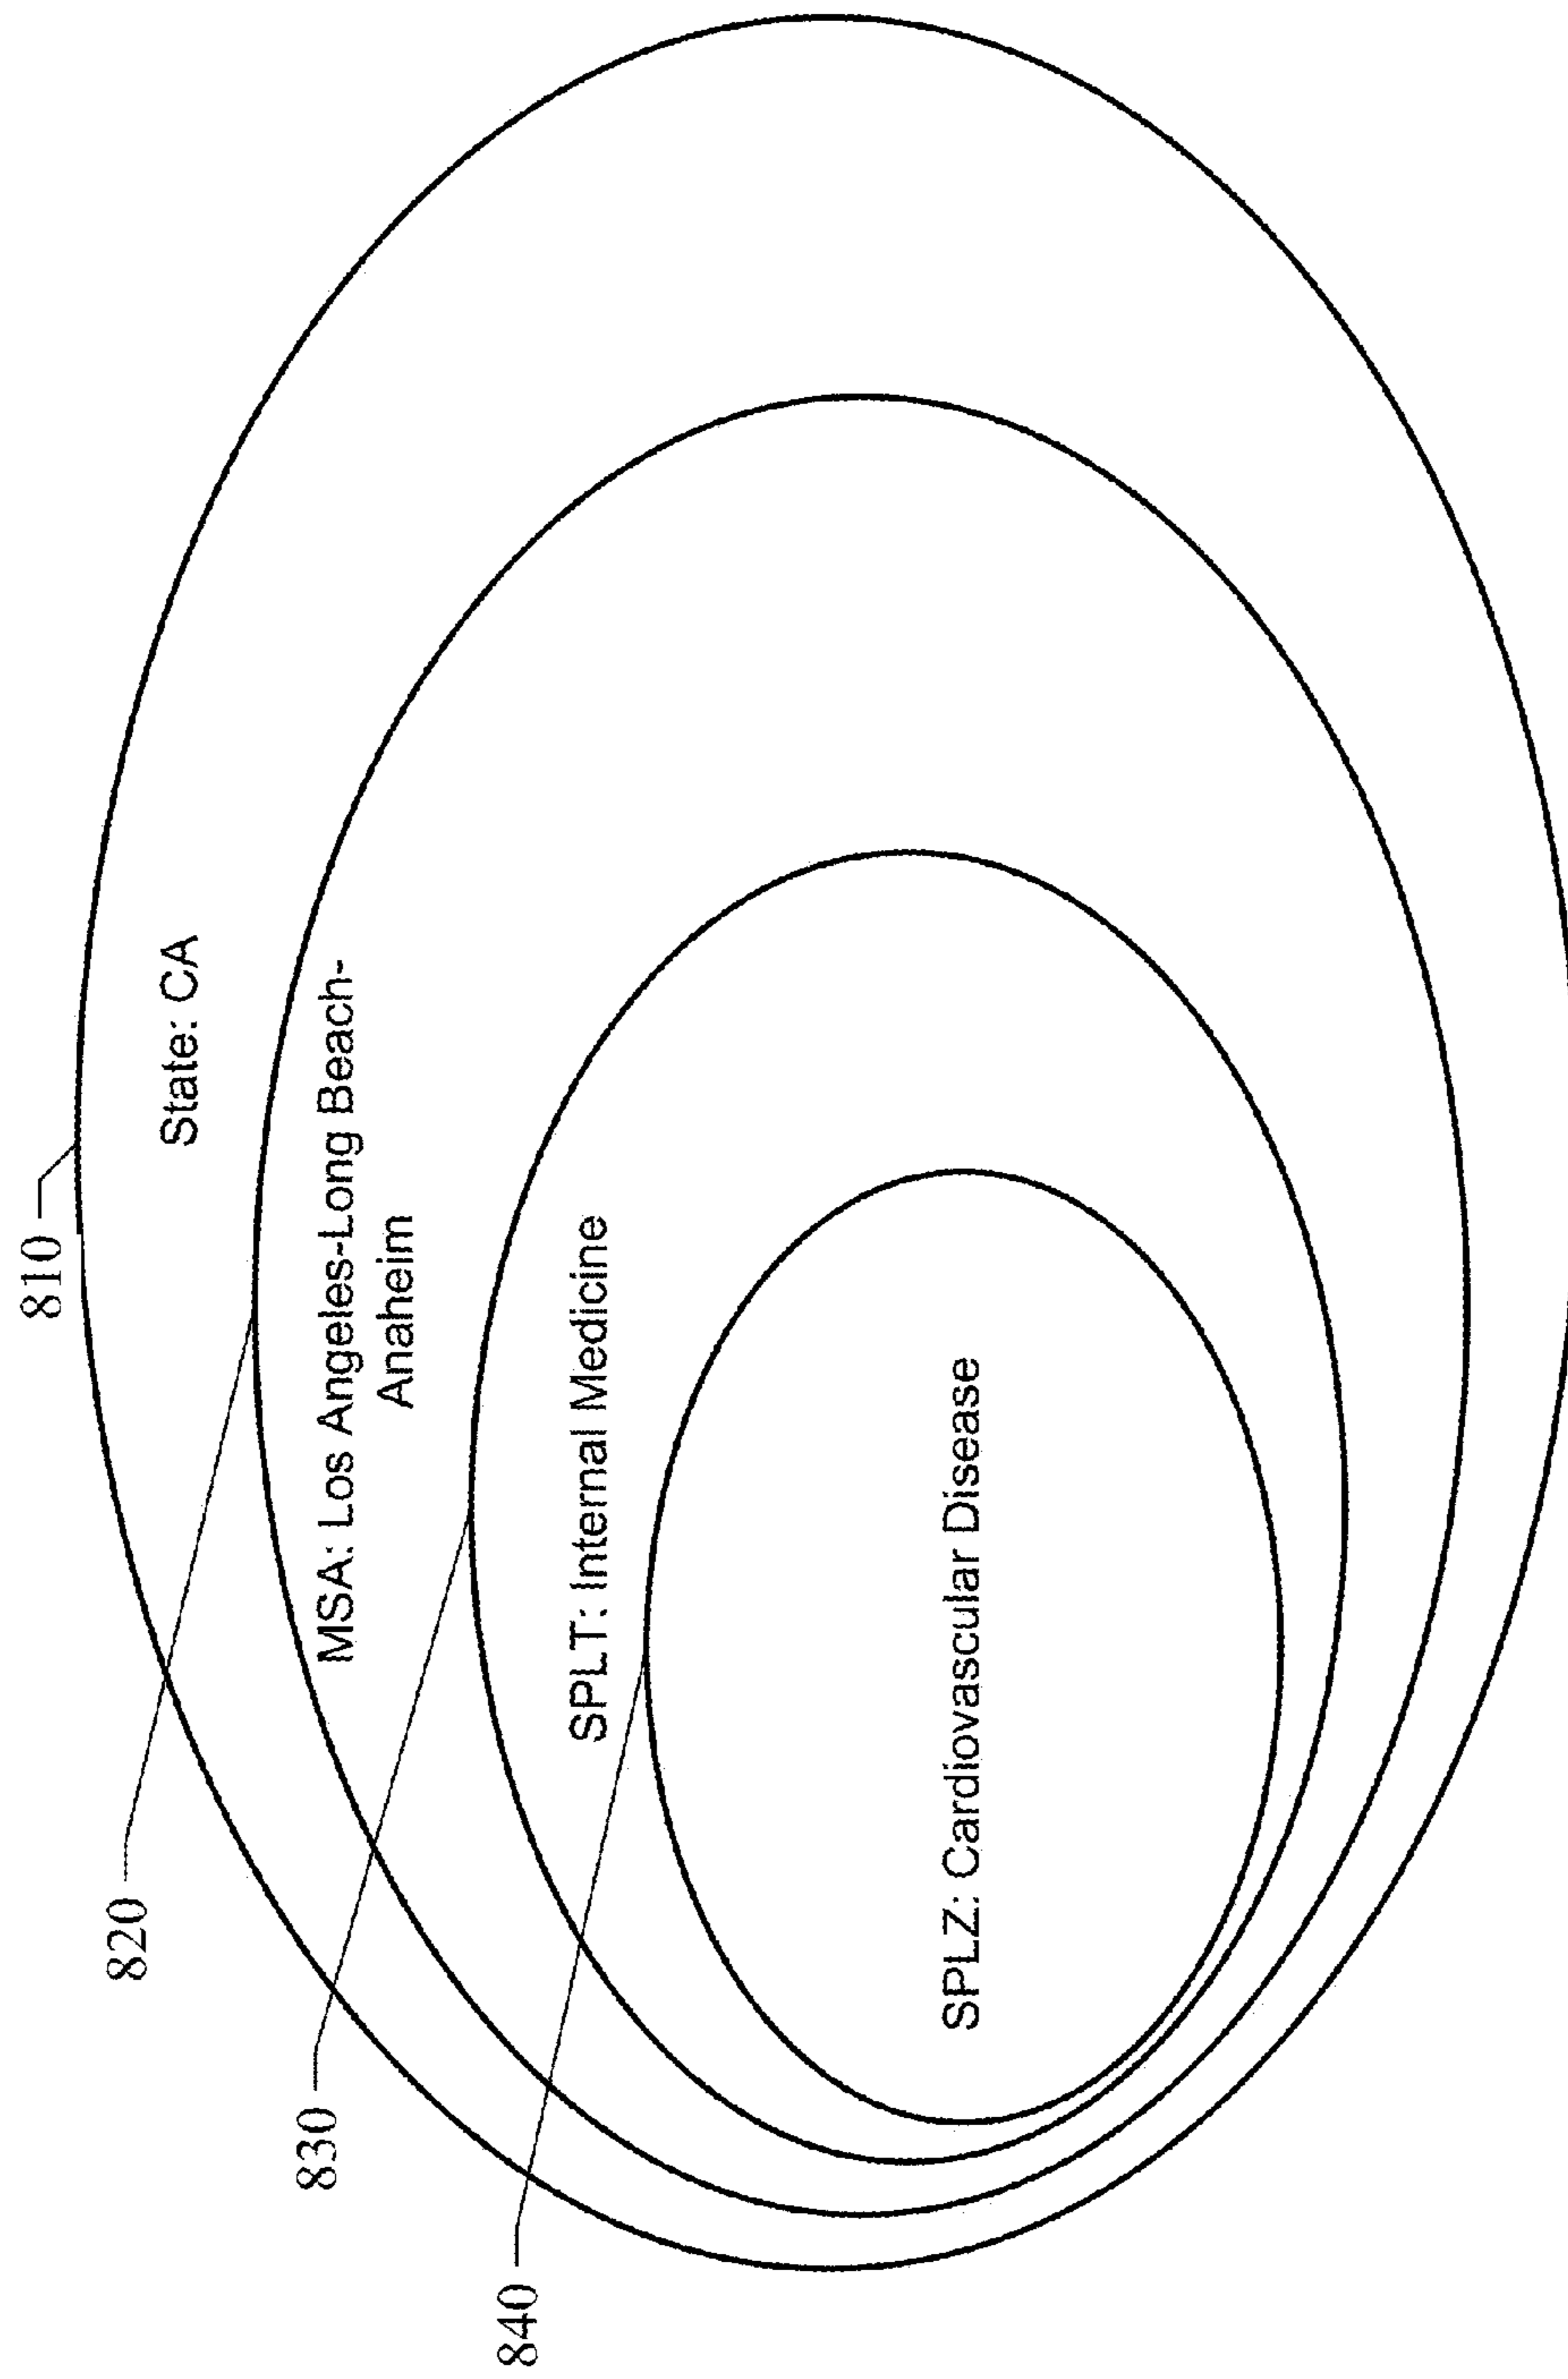 810
State: CA
820
MSA: Los Angeles-Long Beach-
Anaheim
830
SPLT: Internal Medicine
840
SPLZ: Cardiovascular Disease